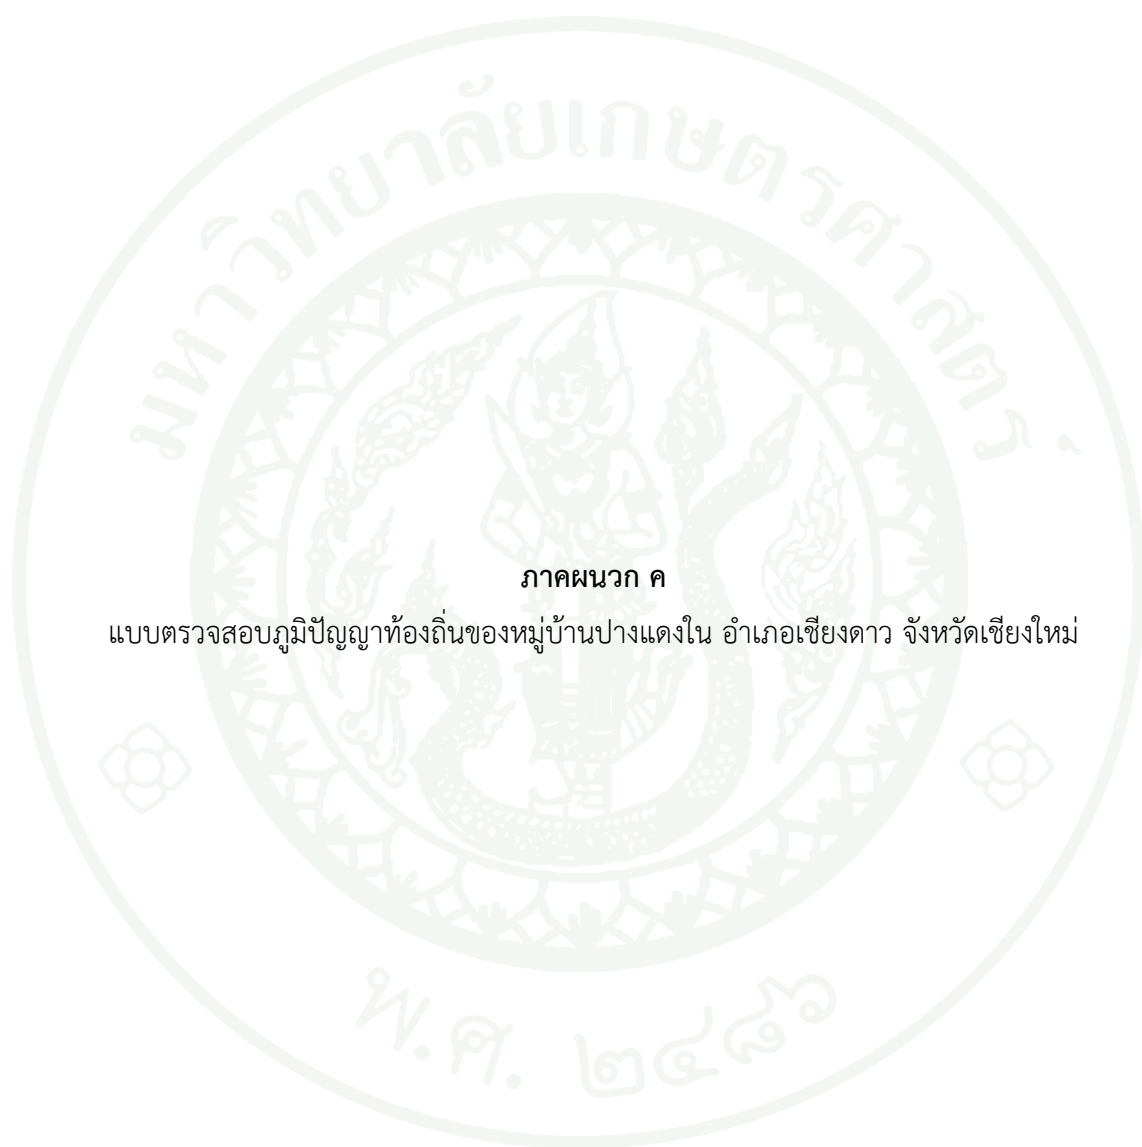 มหาวิทยาลัยเกษตรศาสตร์
ภาคผนวก ค
แบบตรวจสอบภูมิปัญญาท้องถิ่นของหมู่บ้านปางแดงใน อำเภอเชียงดาว จังหวัดเชียงใหม่
พ.ศ. ๒๔๘๖